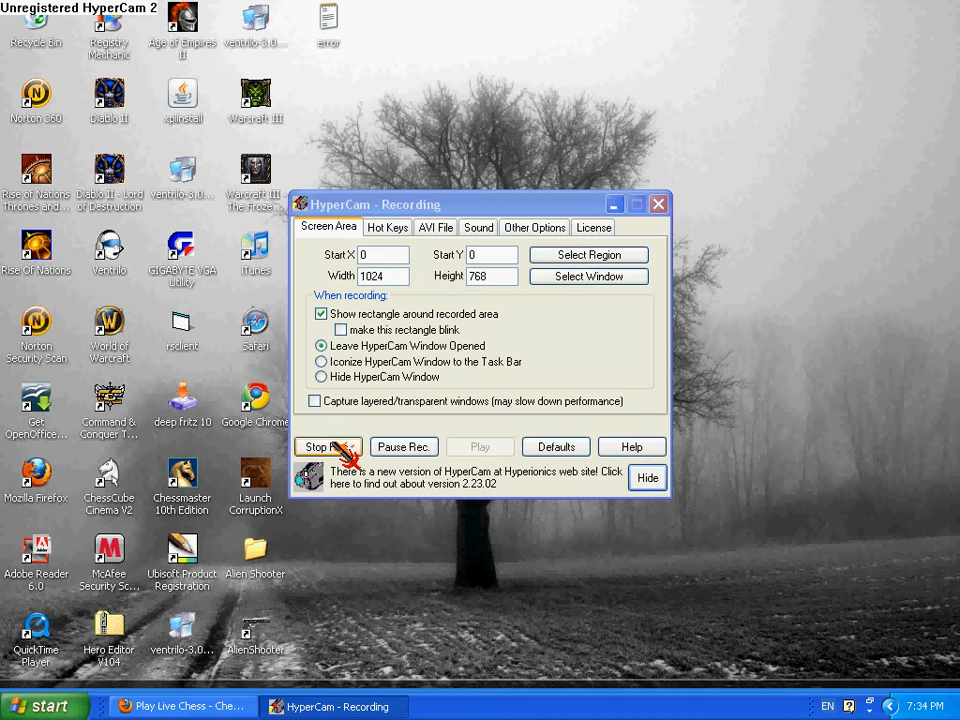 Unregistered HyperCam 2
Recycle Bin
Registry Mechanic
Age of Empires III
ventrilo-3.0...
error
Norton 360
Diablo II
xplinstall
Warcraft III
Rise of Nations Thrones and...
Diablo II - Lord of Destruction
ventrilo-3.0...
Warcraft III - The Froze...
Rise Of Nations
Ventrilo
GIGABYTE VGA Utility
iTunes
Norton Security Scan
World of Warcraft
rsclient
Safari
Get OpenOffice....
Command & Conquer T...
deep fritz 10
Google Chrome
Mozilla Firefox
ChessCube Cinema V2
Chessmaster 10th Edition
Launch CorruptionX
Adobe Reader 6.0
McAfee Security Sc...
Ubisoft Product Registration
Alien Shooter
QuickTime Player
Hero Editor V104
ventrilo-3.0...
AlienShooter
HyperCam - Recording
Screen Area Hot Keys AVI File Sound Other Options License
Start X 0 Start Y 0 Select Region
Width 1024 Height 768 Select Window
When recording:
Show rectangle around recorded area
make this rectangle blink
Leave HyperCam Window Opened
Iconize HyperCam Window to the Task Bar
Hide HyperCam Window
Capture layered/transparent windows (may slow down performance)
Stop Pause Rec. Play Defaults Help
There is a new version of HyperCam at Hyperionics web site! Click
here to find out about version 2.23.02
Hide
start Play Live Chess - Che... HyperCam - Recording EN 7:34 PM